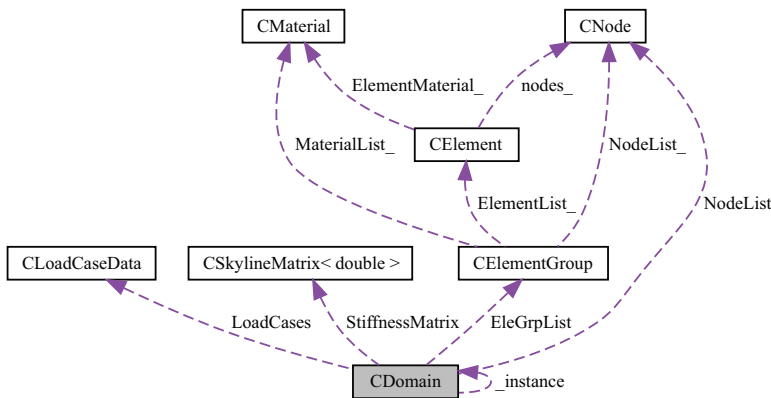 CMaterial
CNode
ElementMaterial_
nodes_
CElement
MaterialList_
NodeList_
ElementList_
NodeList
CLoadCaseData
CSkylineMatrix< double >
CElementGroup
LoadCases
StiffnessMatrix
EleGrpList
CDomain
_instance